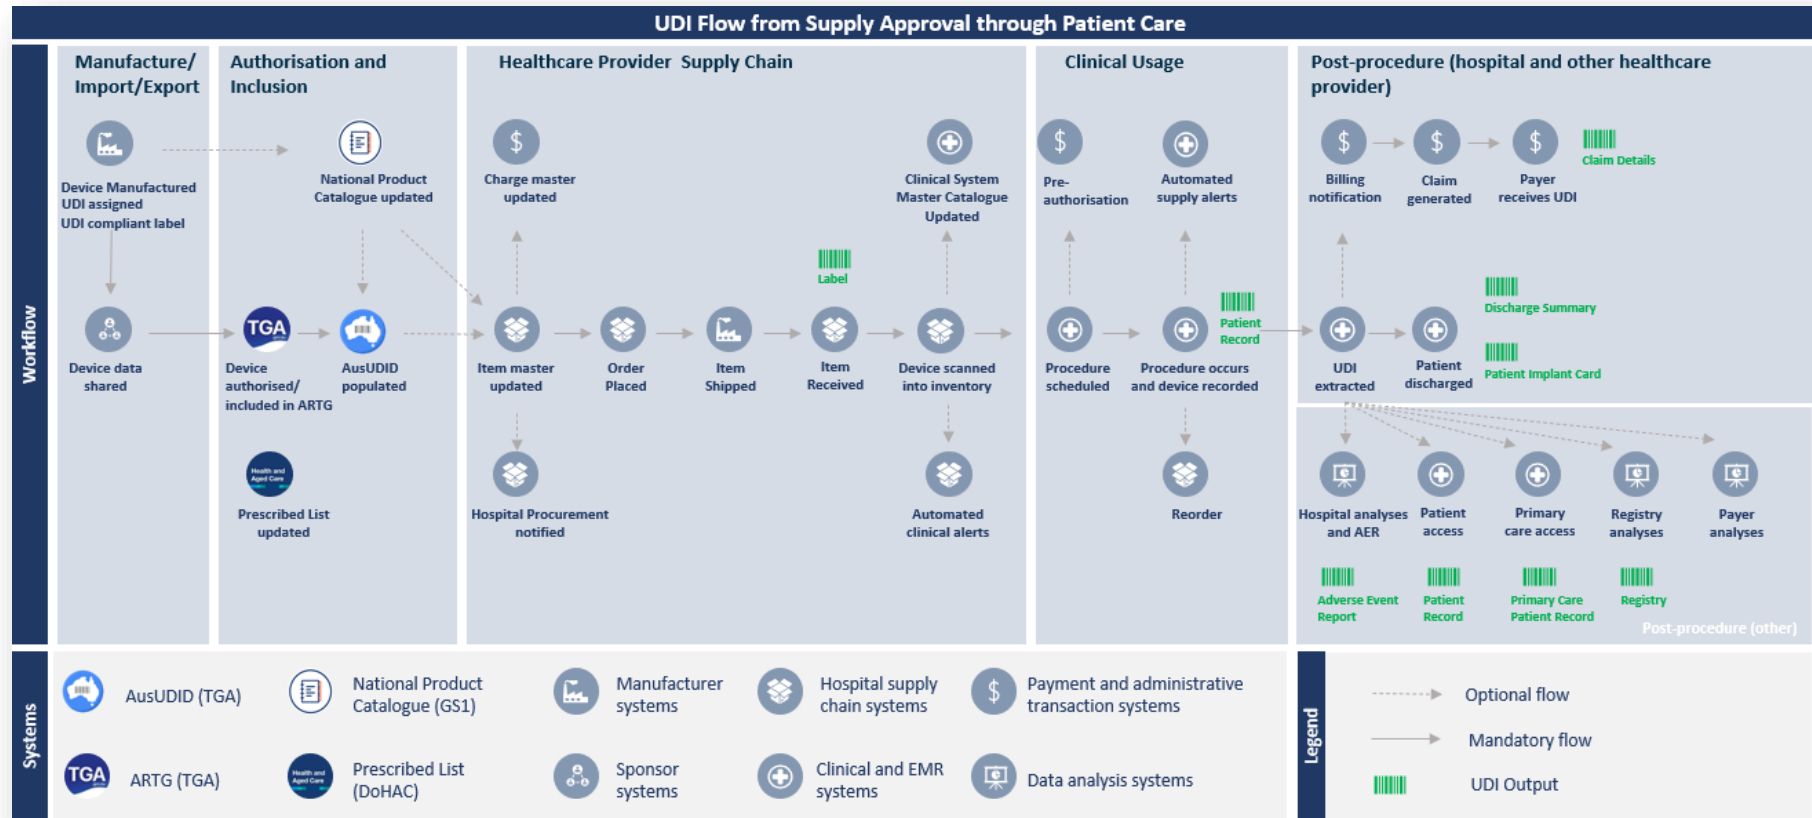 UDI Flow from Supply Approval through Patient Care
Workflow
Manufacture/
Import/Export
Device Manufactured
UDI assigned
UDI compliant label
Device data
shared
Authorisation and
Inclusion
National Product
Catalogue updated
TGA
Device
authorised/
included in ARTG
AusUDID
populated
Health and
Aged Care
Prescribed List
updated
Healthcare Provider Supply Chain
$
Charge master
updated
Clinical System
Master Catalogue
Updated
Label
Item master
updated
Order
Placed
Item
Shipped
Item
Received
Device scanned
into inventory
Hospital Procurement
notified
Automated
clinical alerts
Clinical Usage
$
Pre-
authorisation
Automated
supply alerts
Procedure
scheduled
Procedure occurs
and device recorded
Patient
Record
Reorder
Post-procedure (hospital and other healthcare
provider)
$
Billing
notification
$
Claim
generated
$
Payer
receives UDI
Claim Details
UDI
extracted
Patient
discharged
Discharge Summary
Patient Implant Card
Hospital analyses
and AER
Patient
access
Primary
care access
Registry
analyses
Payer
analyses
Adverse Event
Report
Patient
Record
Primary Care
Patient Record
Registry
Post-procedure (other)
Systems
AusUDID (TGA)
National Product
Catalogue (GS1)
Manufacturer
systems
Hospital supply
chain systems
$
Payment and administrative
transaction systems
TGA
ARTG (TGA)
Health and
Aged Care
Prescribed List
(DoHAC)
Sponsor
systems
Clinical and EMR
systems
Data analysis systems
Legend
Optional flow
Mandatory flow
UDI Output